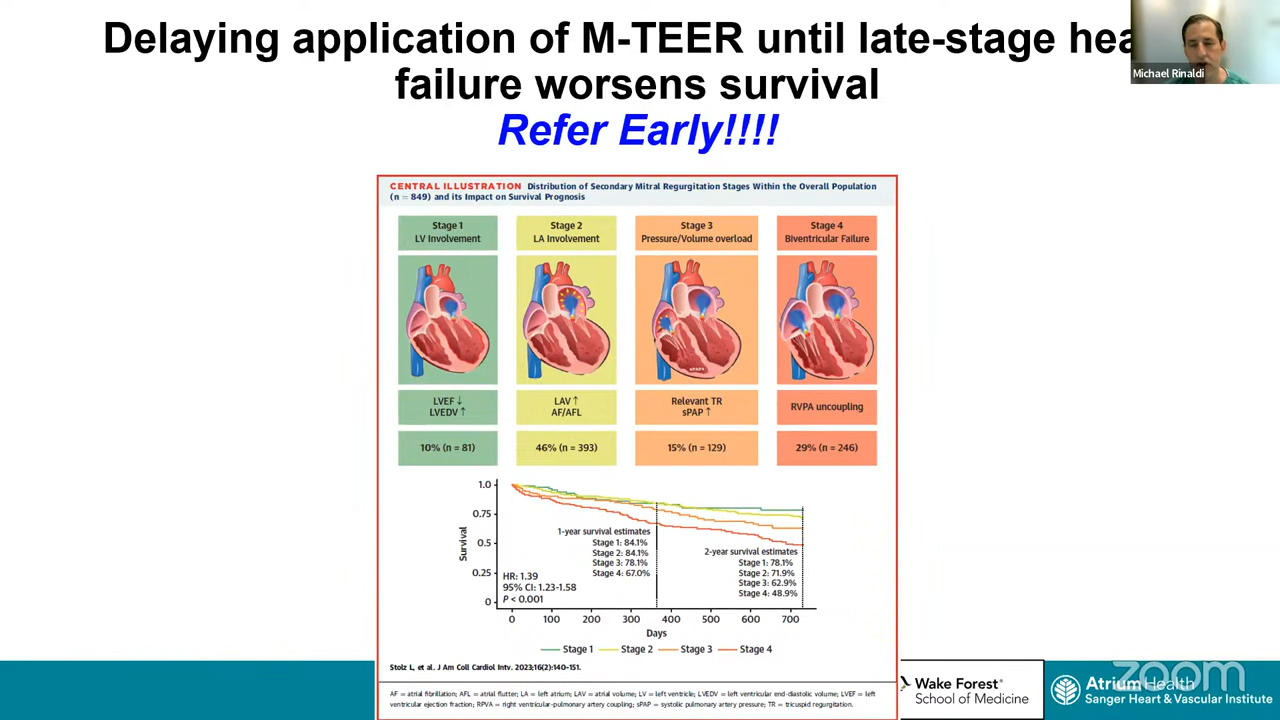 Delaying application of M-TEER until late-stage
failure worsens survival
Refer Early!!!!
Michael Rinaldi
CENTRAL ILLUSTRATION Distribution of Secondary Mitral Regurgitation Stages Within the Overall Population
(n = 849) and its Impact on Survival Prognosis
Stage 1
LV Involvement
Stage 2
LA Involvement
Stage 3
Pressure/Volume overload
Stage 4
Biventricular Failure
sPAP↑
LVEF ↓
LVEDV ↑
LAV ↑
AF/AFL
Relevant TR
sPAP ↑
RVPA uncoupling
10% (n = 81)
46% (n = 393)
15% (n = 129)
29% (n = 246)
Survival
1.0
0.75
0.5
0.25
0
1-year survival estimates
Stage 1: 84.1%
Stage 2: 84.1%
Stage 3: 78.1%
Stage 4: 67.0%
2-year survival estimates
Stage 1: 78.1%
Stage 2: 71.9%
Stage 3: 62.9%
Stage 4: 48.9%
HR: 1.39
95% CI: 1.23-1.58
P < 0.001
0 100 200 300 400 500 600 700
Days
Stage 1 Stage 2 Stage 3 Stage 4
Stolz L, et al. J Am Coll Cardiol Intv. 2023;16(2):140–151.
AF = atrial fibrillation; AFL = atrial flutter; LA = left atrium; LAV = atrial volume; LV = left ventricle; LVEDV = left ventricular end-diastolic volume; LVEF = left
ventricular ejection fraction; RPVA = right ventricular-pulmonary artery coupling; sPAP = systolic pulmonary artery pressure; TR = tricuspid regurgitation.
Wake Forest®
School of Medicine
Atrium Health
Sanger Heart & Vascular Institute
zoom